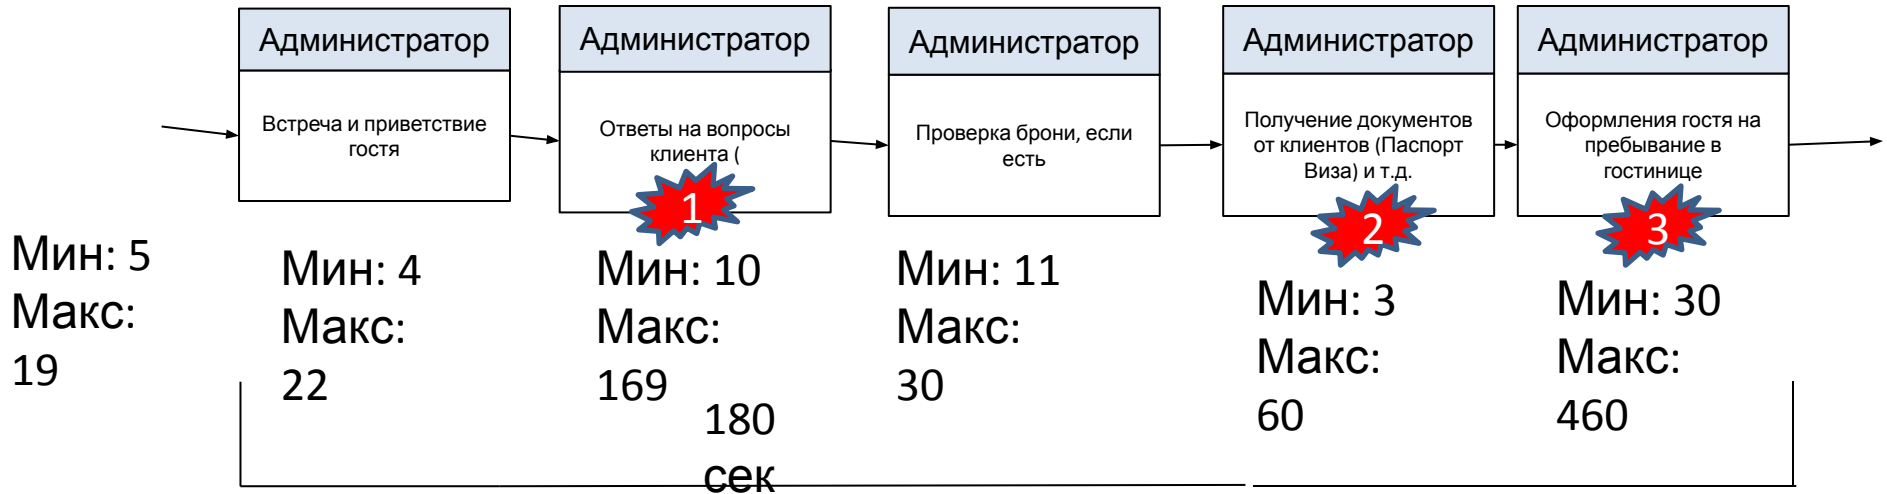 Администратор
Встреча и приветствие
гостя
Администратор
Ответы на вопросы
клиента (
1
Администратор
Проверка брони, если
есть
Администратор
Получение документов
от клиентов (Паспорт
Виза) и т.д.
2
Администратор
Оформления гостя на
пребывание в
гостинице
3
Мин: 5
Макс:
19
Мин: 4
Макс:
22
Мин: 10
Макс:
169
180
сек
Мин: 11
Макс:
30
Мин: 3
Макс:
60
Мин: 30
Макс:
460